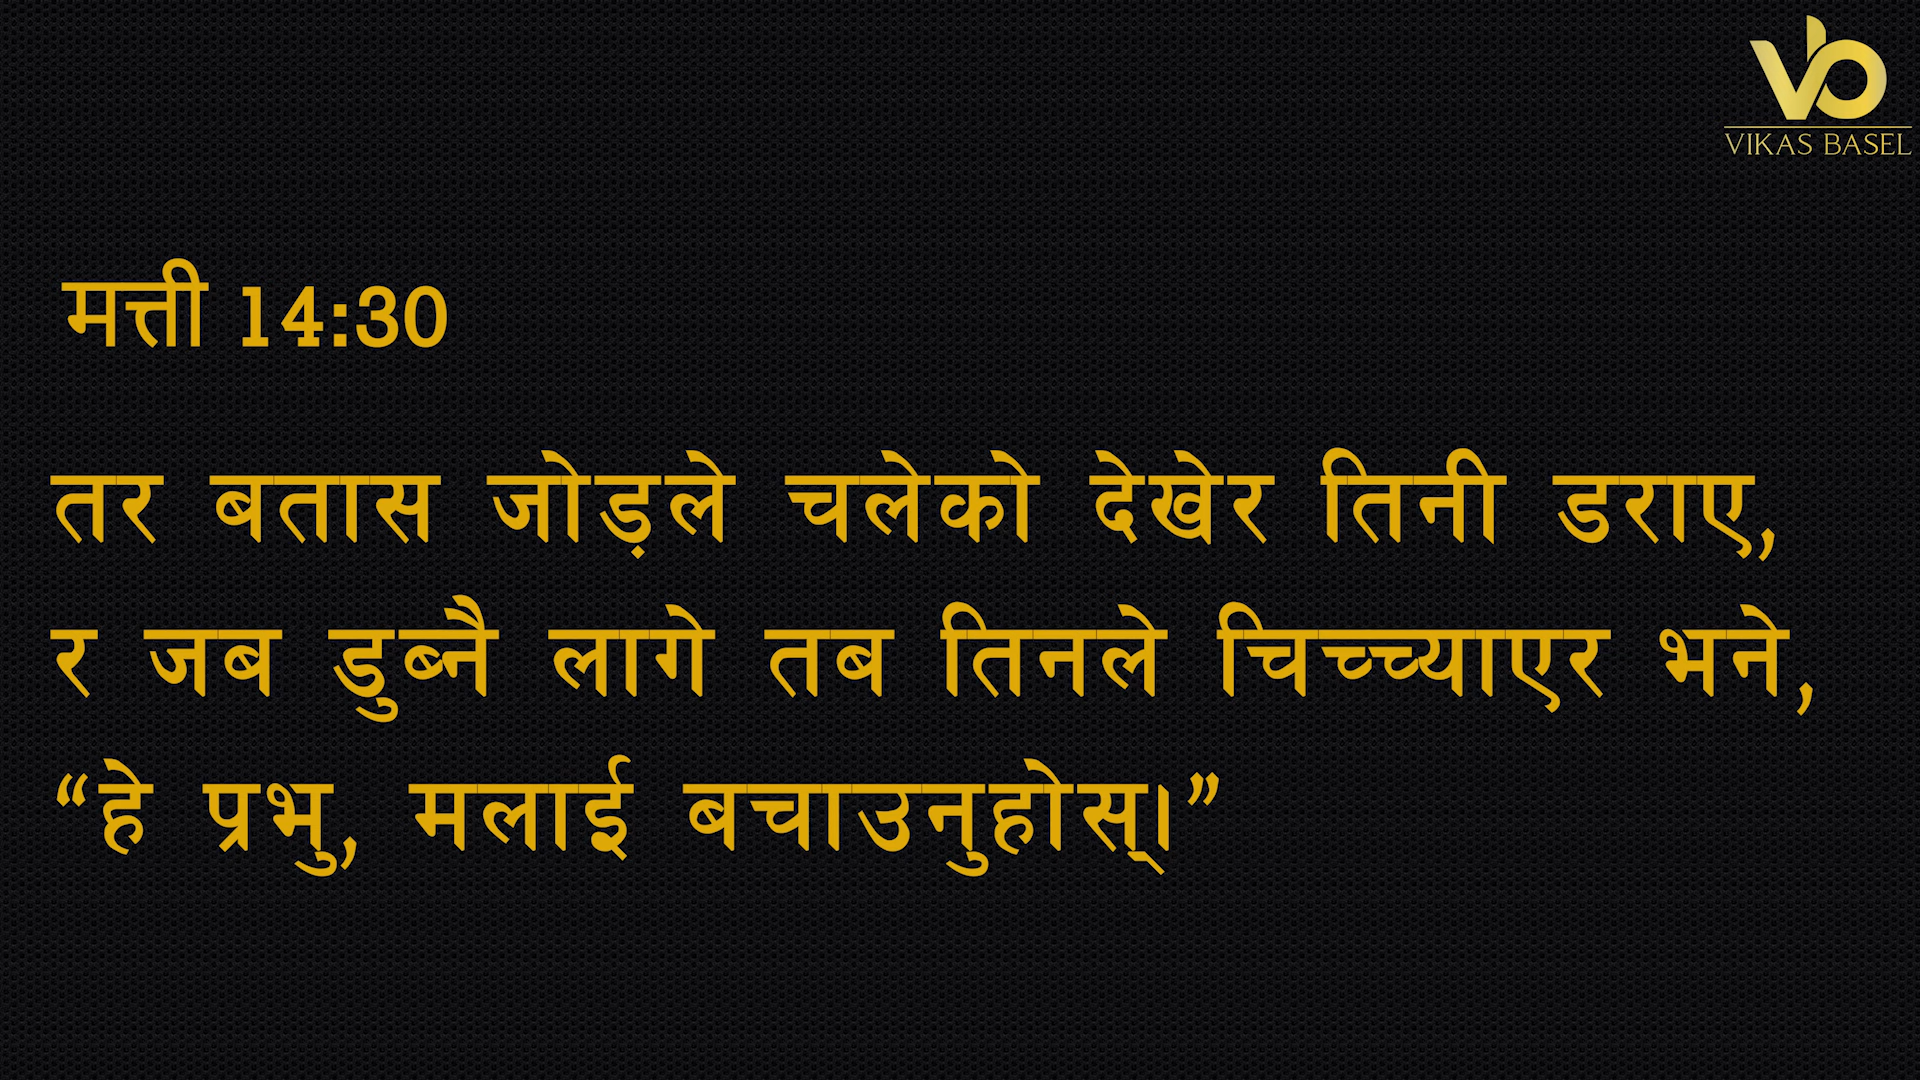 VIKAS BASEL
मत्ती 14:30
तर बतास जोड़ले चलेको देखेर तिनी डराए,
र जब डुब्नै लागे तब तिनले चिच्च्याएर भने,
“हे प्रभु, मलाई बचाउनुहोस्।”